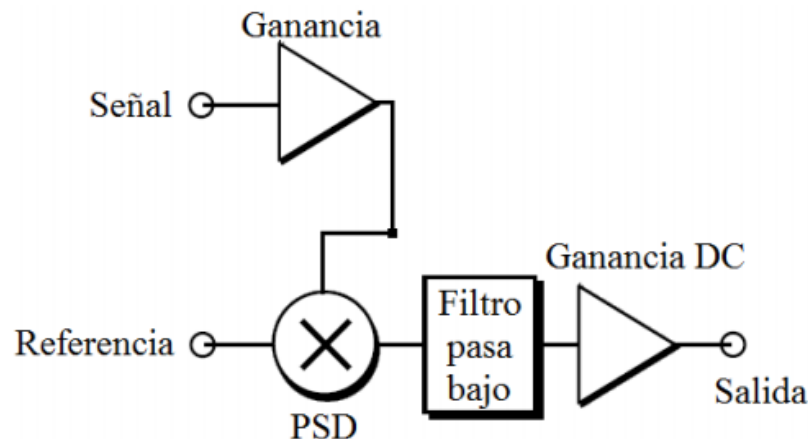 Ganancia
Señal
Ganancia DC
Referencia
Filtro
pasa
bajo
Salida
PSD